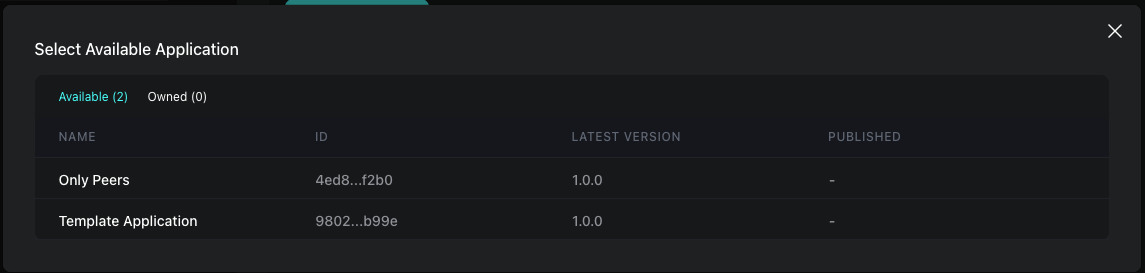 Select Available Application
Available (2) Owned (0)
NAME ID LATEST VERSION PUBLISHED
Only Peers 4ed8...f2b0 1.0.0 -
Template Application 9802...b99e 1.0.0 -